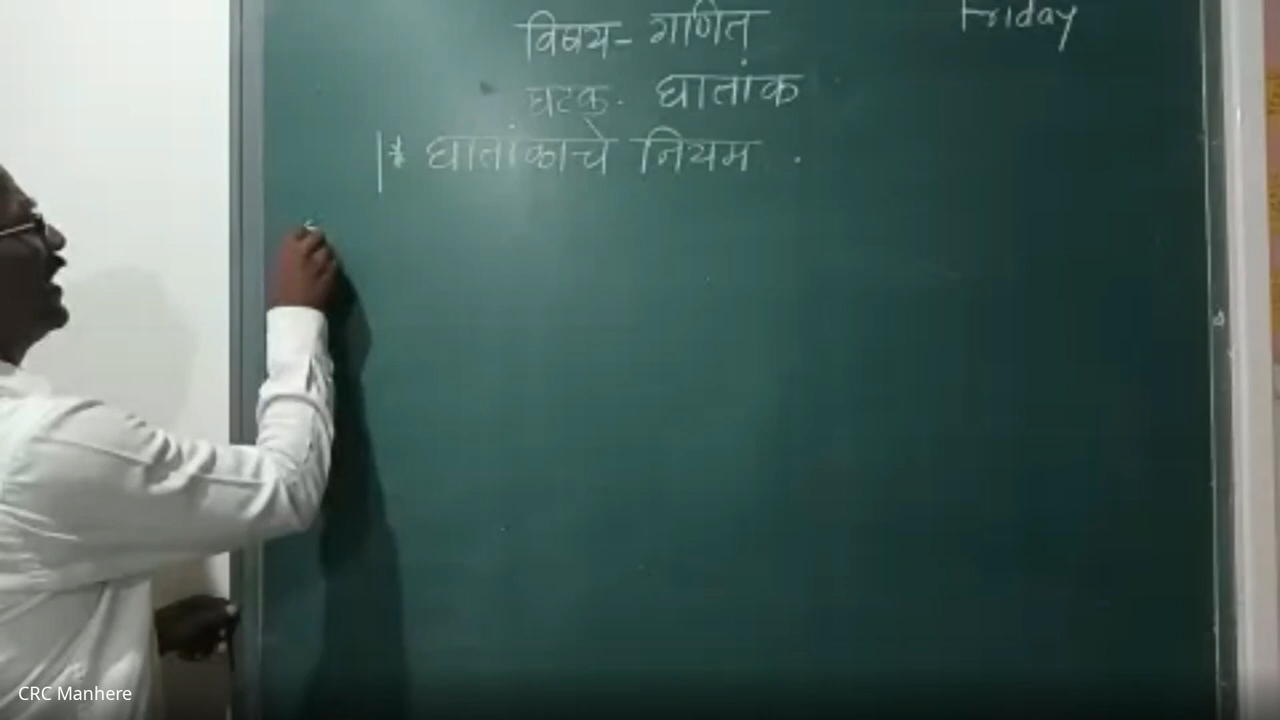 Friday
विषय- गणित
घटक. घातांक
* घातांकाचे नियम .
CRC Manhere